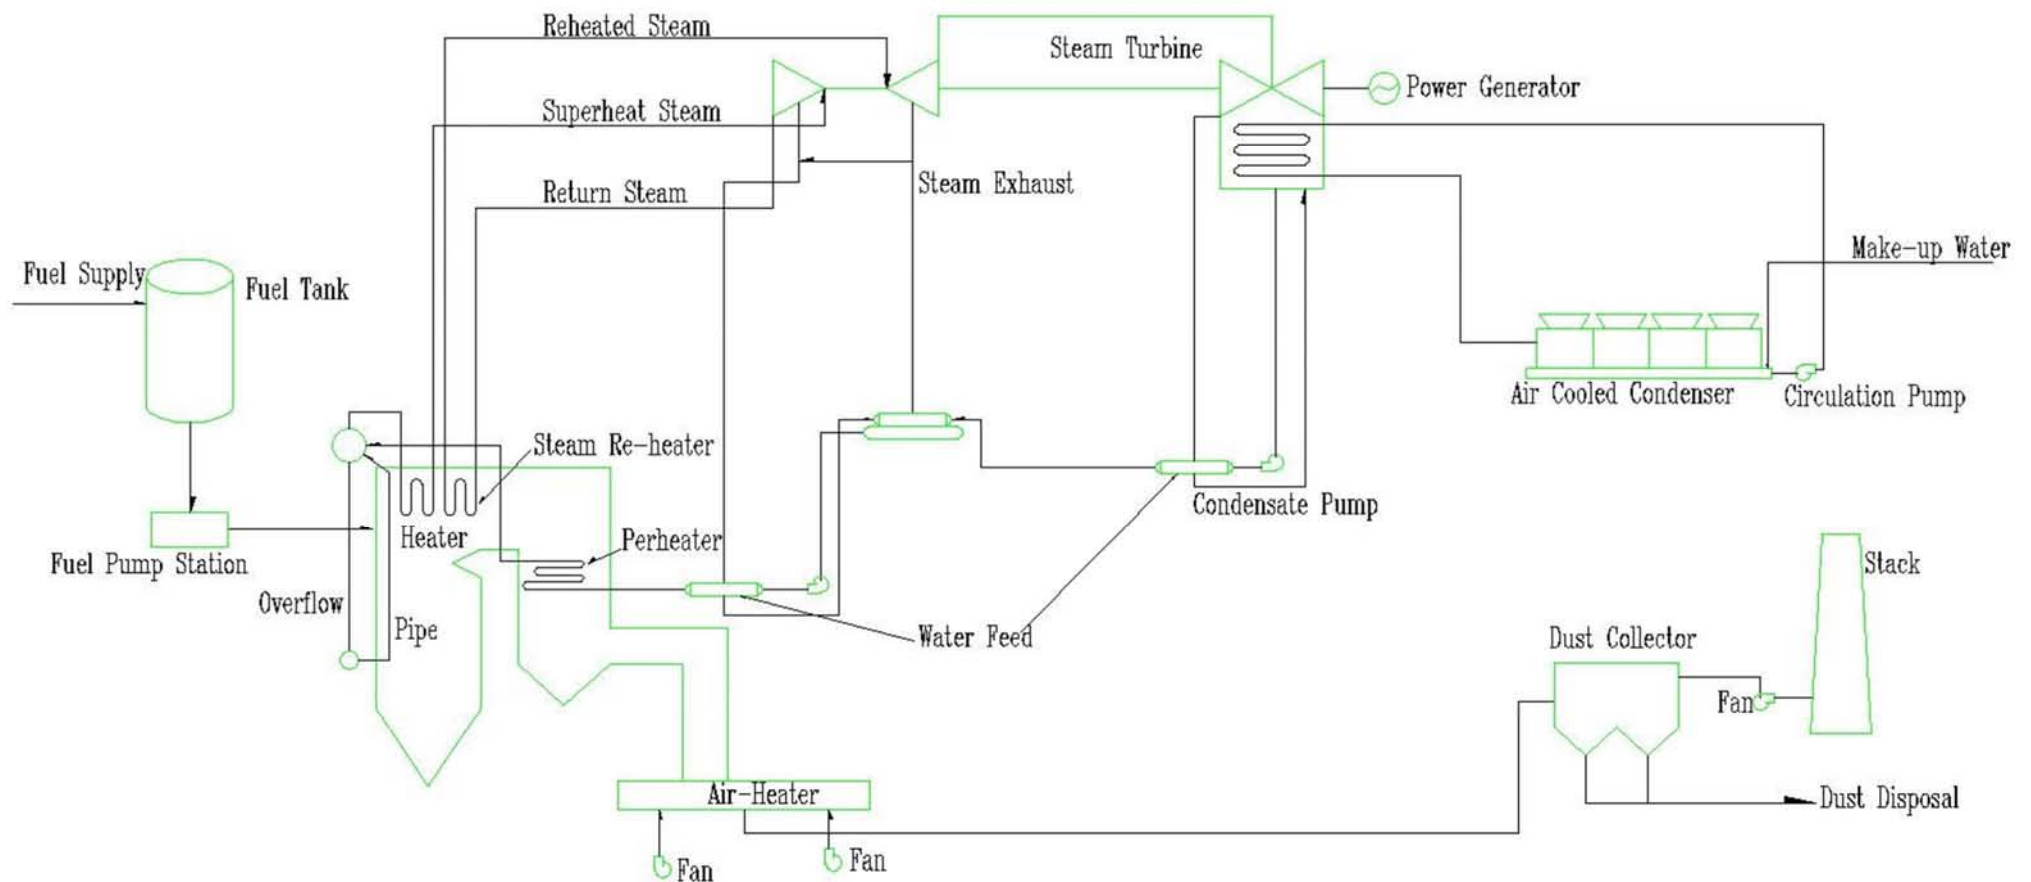 Reheated Steam
Steam Turbine
Power Generator
Superheat Steam
Return Steam
Steam Exhaust
Make-up Water
Fuel Supply
Fuel Tank
Air Cooled Condenser
Circulation Pump
Steam Re-heater
Condensate Pump
Heater
Perheater
Fuel Pump Station
Stack
Overflow
Pipe
Water Feed
Dust Collector
Fan
Air-Heater
Dust Disposal
Fan
Fan